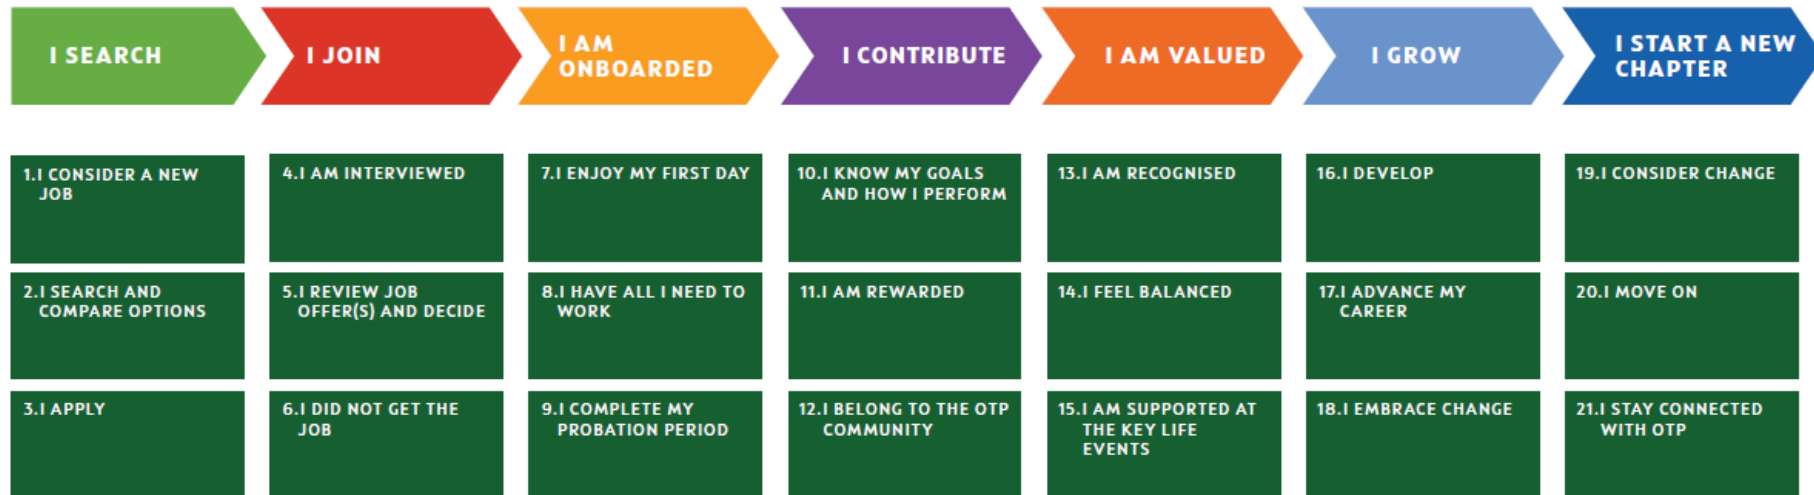 I SEARCH
I JOIN
I AM
ONBOARDED
I CONTRIBUTE
I AM VALUED
I GROW
I START A NEW
CHAPTER
1.I CONSIDER A NEW
JOB
4.I AM INTERVIEWED
7.I ENJOY MY FIRST DAY
10.I KNOW MY GOALS
AND HOW I PERFORM
13.I AM RECOGNISED
16.I DEVELOP
19.I CONSIDER CHANGE
2.I SEARCH AND
COMPARE OPTIONS
5.I REVIEW JOB
OFFER(S) AND DECIDE
8.I HAVE ALL I NEED TO
WORK
11.I AM REWARDED
14.I FEEL BALANCED
17.I ADVANCE MY
CAREER
20.I MOVE ON
3.I APPLY
6.I DID NOT GET THE
JOB
9.I COMPLETE MY
PROBATION PERIOD
12.I BELONG TO THE OTP
COMMUNITY
15.I AM SUPPORTED AT
THE KEY LIFE
EVENTS
18.I EMBRACE CHANGE
21.I STAY CONNECTED
WITH OTP